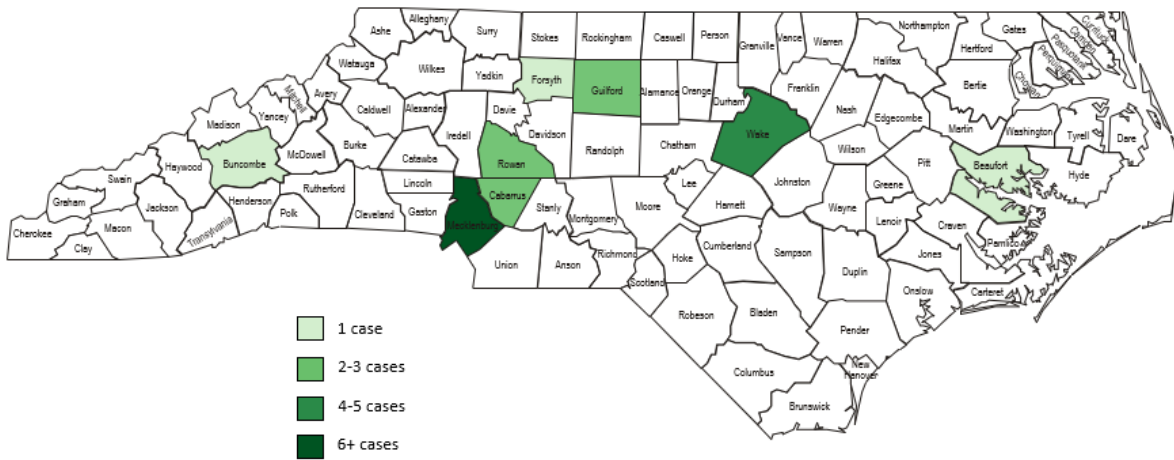 Ashe
Alleghany
Surry
Stokes
Rockingham
Caswell
Person
Granville
Vance
Warren
Northampton
Gates
Currituck
Camden
Pasquotank
Perquimans
Chowan
Hertford
Halifax
Bertie
Watauga
Wilkes
Yadkin
Forsyth
Guilford
Alamance
Orange
Durham
Franklin
Nash
Edgecombe
Martin
Washington
Tyrell
Dare
Mitchell
Avery
Caldwell
Alexander
Davie
Iredell
Davidson
Randolph
Chatham
Wake
Wilson
Pitt
Beaufort
Hyde
Madison
Yancey
Buncombe
McDowell
Burke
Catawba
Rowan
Haywood
Swain
Graham
Jackson
Henderson
Rutherford
Polk
Cleveland
Lincoln
Gaston
Cabarrus
Mecklenburg
Stanly
Montgomery
Moore
Lee
Harnett
Johnston
Wayne
Greene
Lenoir
Craven
Pamlico
Jones
Cherokee
Clay
Macon
Transylvania
Union
Anson
Richmond
Scotland
Hoke
Cumberland
Sampson
Duplin
Onslow
Carteret
Robeson
Bladen
Pender
Columbus
New
Hanover
Brunswick
1 case
2-3 cases
4-5 cases
6+ cases